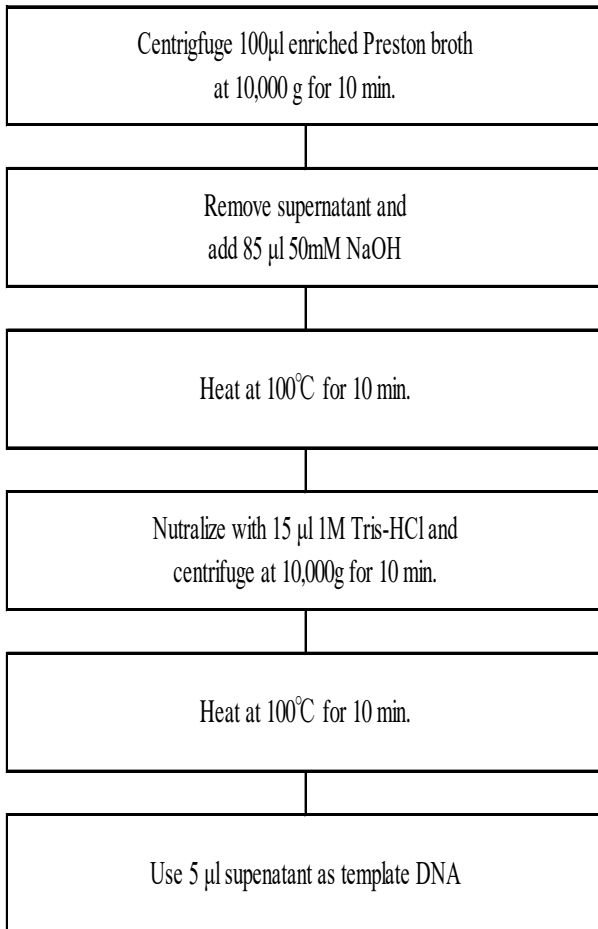 Centrigfuge 100μl enriched Preston broth
at 10,000 g for 10 min.
Remove supernatant and
add 85 μl 50mM NaOH
Heat at 100℃ for 10 min.
Nutralize with 15 μl 1M Tris-HCl and
centrifuge at 10,000g for 10 min.
Heat at 100℃ for 10 min.
Use 5 μl supenatant as template DNA